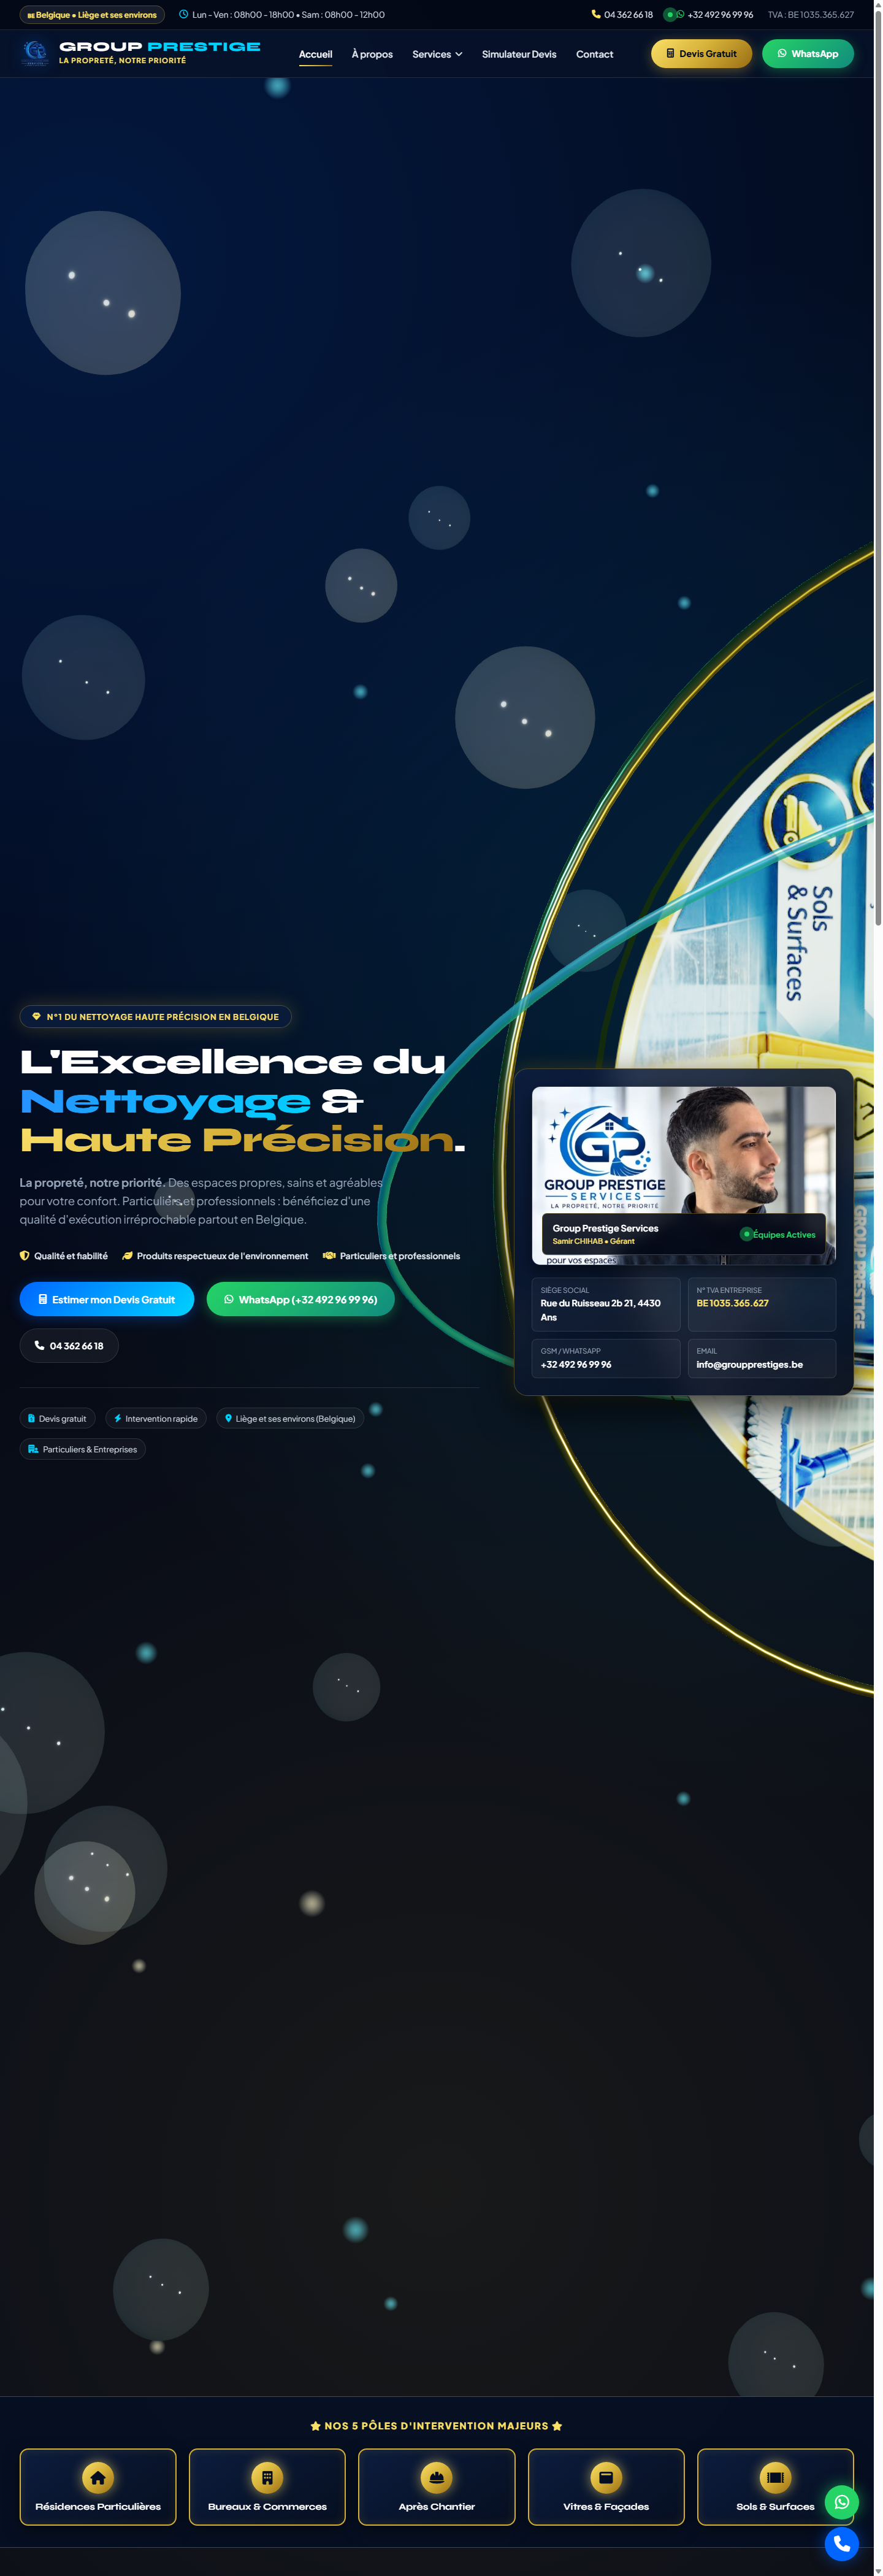 BE Belgique • Liège et ses environs
Lun - Ven : 08h00 - 18h00 • Sam : 08h00 - 12h00
04 362 66 18
+32 492 96 99 96
TVA : BE 1035.365.627
GROUP PRESTIGE
LA PROPRETÉ, NOTRE PRIORITÉ
Accueil
À propos
Services
Simulateur Devis
Contact
Devis Gratuit
WhatsApp
Sols
& Surfaces
N°1 DU NETTOYAGE HAUTE PRÉCISION EN BELGIQUE
L'Excellence du
Nettoyage &
Haute Précision.
La propreté, notre priorité. Des espaces propres, sains et agréables
pour votre confort. Particuliers et professionnels : bénéficiez d'une
qualité d'exécution irréprochable partout en Belgique.
Qualité et fiabilité
Produits respectueux de l'environnement
Particuliers et professionnels
Estimer mon Devis Gratuit
WhatsApp (+32 492 96 99 96)
04 362 66 18
Devis gratuit
Intervention rapide
Liège et ses environs (Belgique)
Particuliers & Entreprises
GP
GROUP PRESTIGE
SERVICES
LA PROPRETÉ, NOTRE PRIORITÉ
Group Prestige Services
Samir CHIHAB • Gérant
Équipes Actives
pour vos espaces
SIÈGE SOCIAL
Rue du Ruisseau 2b 21, 4430
Ans
N° TVA ENTREPRISE
BE 1035.365.627
GSM / WHATSAPP
+32 492 96 99 96
EMAIL
info@groupprestiges.be
GROUP PRESTIGE
NOS 5 PÔLES D'INTERVENTION MAJEURS
Résidences Particulières
Bureaux & Commerces
Après Chantier
Vitres & Façades
Sols & Surfaces